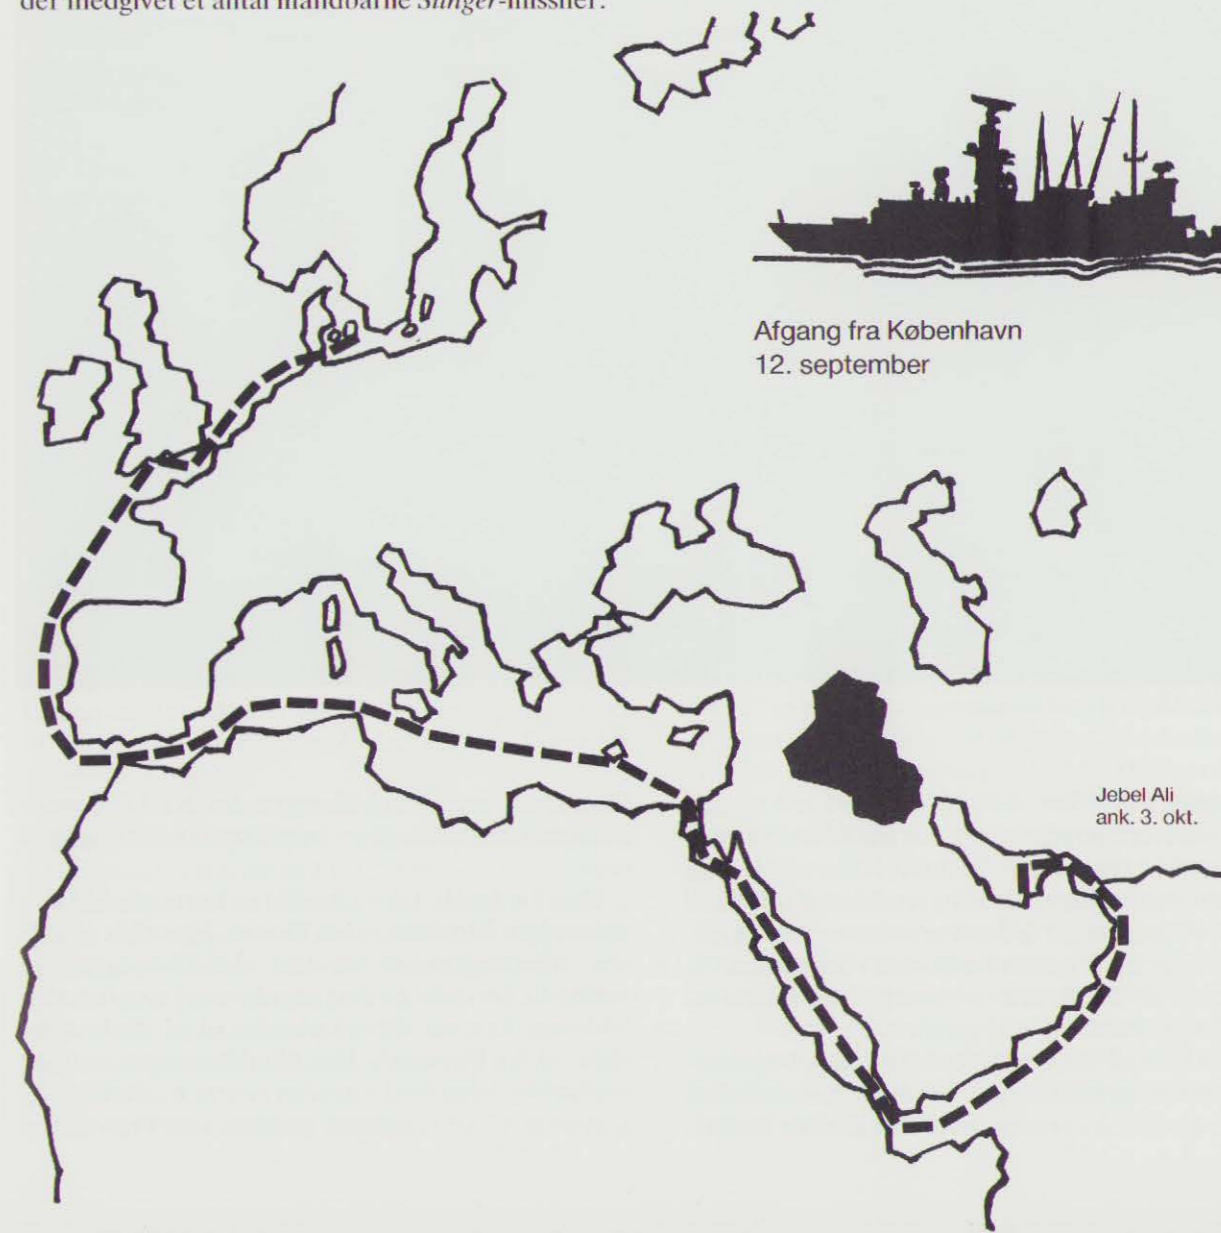 der medgivet et antal mandbårne Stinger-missiler.
Afgang fra København
12. september
Jebel Ali
ank. 3. okt.